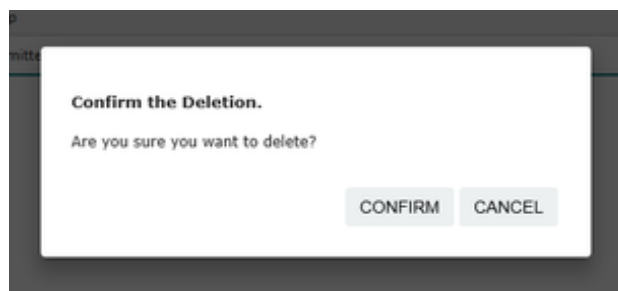 Confirm the Deletion.
Are you sure you want to delete?
CONFIRM CANCEL